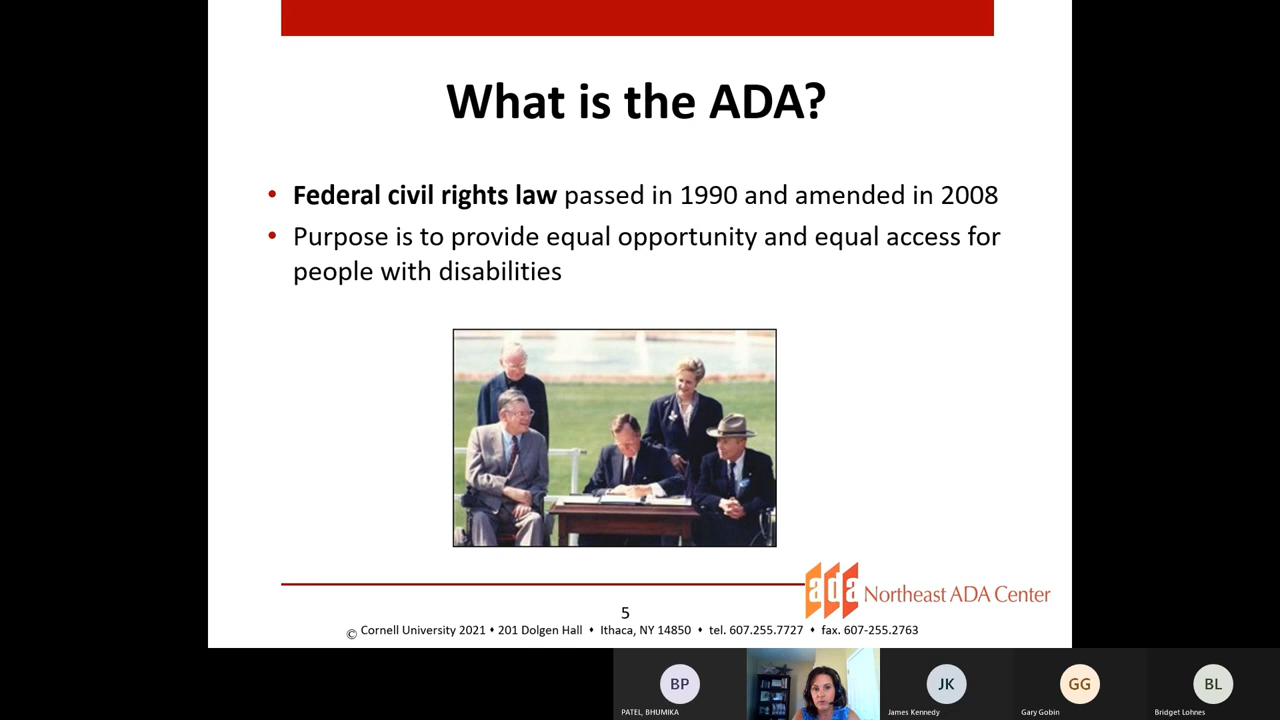 What is the ADA?
• Federal civil rights law passed in 1990 and amended in 2008
• Purpose is to provide equal opportunity and equal access for
people with disabilities
ada Northeast ADA Center
5
© Cornell University 2021 • 201 Dolgen Hall • Ithaca, NY 14850 • tel. 607.255.7727 • fax. 607-255.2763
BP JK GG BL
PATEL, BHUMIKA James Kennedy Gary Gobin Bridget Lohnes